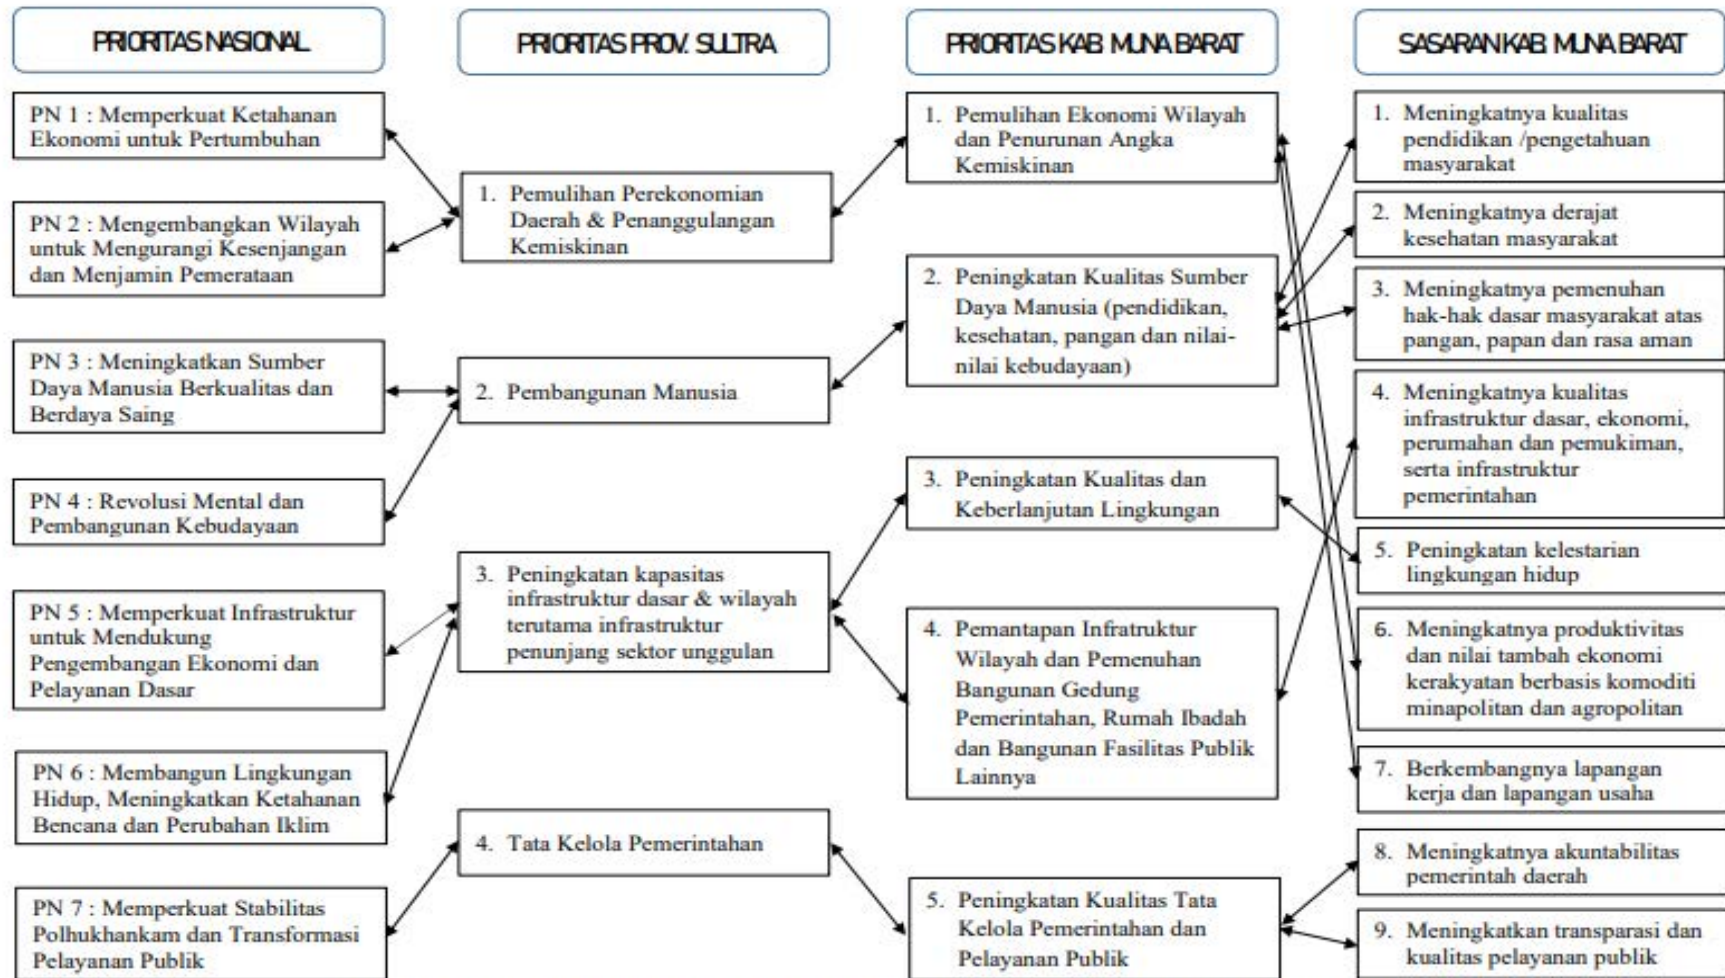 PRIORITAS NASIONAL
PN 1 : Memperkuat Ketahanan
Ekonomi untuk Pertumbuhan
PN 2 : Mengembangkan Wilayah
untuk Mengurangi Kesenjangan
dan Menjamin Pemerataan
PN 3 : Meningkatkan Sumber
Daya Manusia Berkualitas dan
Berdaya Saing
PN 4 : Revolusi Mental dan
Pembangunan Kebudayaan
PN 5 : Memperkuat Infrastruktur
untuk Mendukung
Pengembangan Ekonomi dan
Pelayanan Dasar
PN 6 : Membangun Lingkungan
Hidup, Meningkatkan Ketahanan
Bencana dan Perubahan Iklim
PN 7 : Memperkuat Stabilitas
Polhukhankam dan Transformasi
Pelayanan Publik
PRIORITAS PROV. SULTRA
1. Pemulihan Perekonomian
Daerah & Penanggulangan
Kemiskinan
2. Pembangunan Manusia
3. Peningkatan kapasitas
infrastruktur dasar & wilayah
terutama infrastruktur
penunjang sektor unggulan
4. Tata Kelola Pemerintahan
PRIORITAS KAB. MUNA BARAT
1. Pemulihan Ekonomi Wilayah
dan Penurunan Angka
Kemiskinan
2. Peningkatan Kualitas Sumber
Daya Manusia (pendidikan,
kesehatan, pangan dan nilai-
nilai kebudayaan)
3. Peningkatan Kualitas dan
Keberlanjutan Lingkungan
4. Pemantapan Infratruktur
Wilayah dan Pemenuhan
Bangunan Gedung
Pemerintahan, Rumah Ibadah
dan Bangunan Fasilitas Publik
Lainnya
5. Peningkatan Kualitas Tata
Kelola Pemerintahan dan
Pelayanan Publik
SASARAN KAB. MUNA BARAT
1. Meningkatnya kualitas
pendidikan /pengetahuan
masyarakat
2. Meningkatnya derajat
kesehatan masyarakat
3. Meningkatnya pemenuhan
hak-hak dasar masyarakat atas
pangan, papan dan rasa aman
4. Meningkatnya kualitas
infrastruktur dasar, ekonomi,
perumahan dan pemukiman,
serta infrastruktur
pemerintahan
5. Peningkatan kelestarian
lingkungan hidup
6. Meningkatnya produktivitas
dan nilai tambah ekonomi
kerakyatan berbasis komoditi
minapolitan dan agropolitan
7. Berkembangnya lapangan
kerja dan lapangan usaha
8. Meningkatnya akuntabilitas
pemerintah daerah
9. Meningkatkan transparasi dan
kualitas pelayanan publik